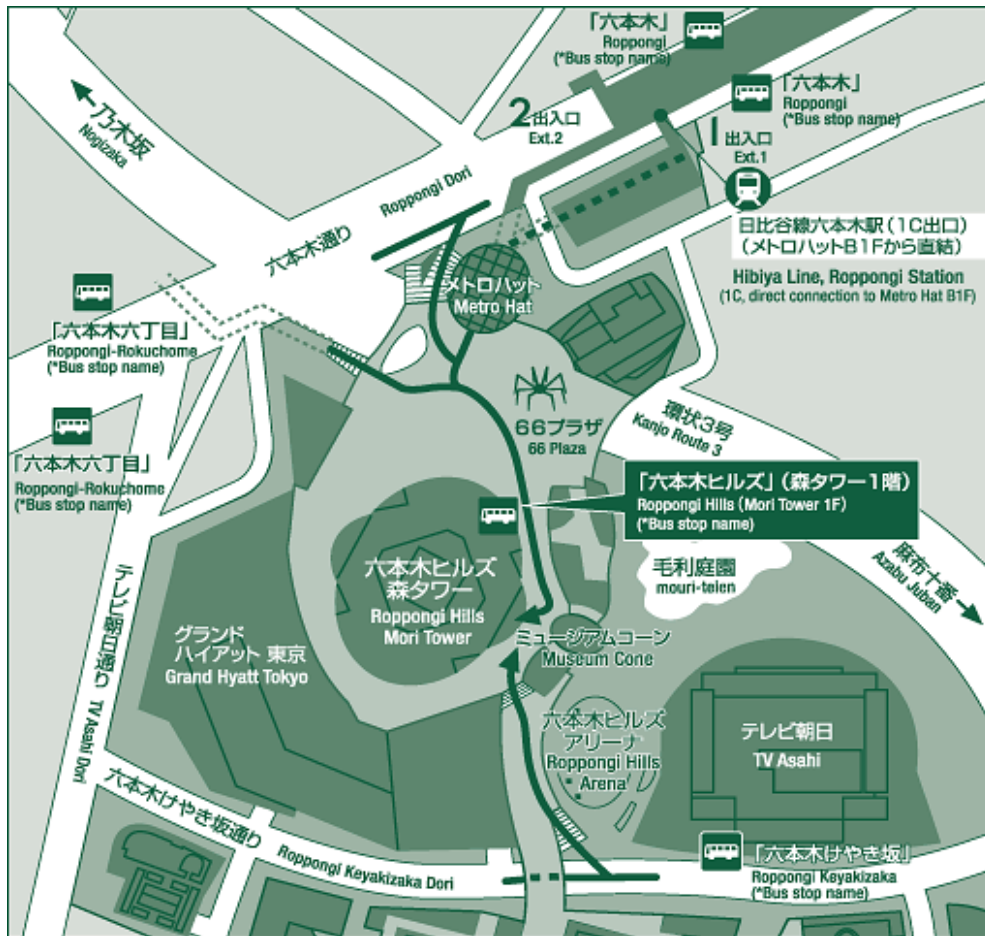 「六本木」
Roppongi
(*Bus stop name)
「六本木」
Roppongi
(*Bus stop name)
2 出入口
Ext.2
1 出入口
Ext.1
乃木坂
Nogizaka
六本木通り Roppongi Dori
日比谷線六本木駅（1C出口）
（メトロハットB1Fから直結）
Hibiya Line, Roppongi Station
(1C, direct connection to Metro Hat B1F)
メトロハット
Metro Hat
「六本木六丁目」
Roppongi-Rokuchome
(*Bus stop name)
「六本木六丁目」
Roppongi-Rokuchome
(*Bus stop name)
66プラザ
66 Plaza
環状3号
Kanjo Route 3
「六本木ヒルズ」（森タワー1階）
Roppongi Hills (Mori Tower 1F)
(*Bus stop name)
麻布十番
Azabu Juban
毛利庭園
mouri-teien
六本木ヒルズ
森タワー
Roppongi Hills
Mori Tower
ミュージアムコーン
Museum Cone
グランド
ハイアット 東京
Grand Hyatt Tokyo
テレビ朝日通り TV Asahi Dori
六本木ヒルズ
アリーナ
Roppongi Hills
Arena
テレビ朝日
TV Asahi
六本木けやき坂通り Roppongi Keyakizaka Dori
「六本木けやき坂」
Roppongi Keyakizaka
(*Bus stop name)